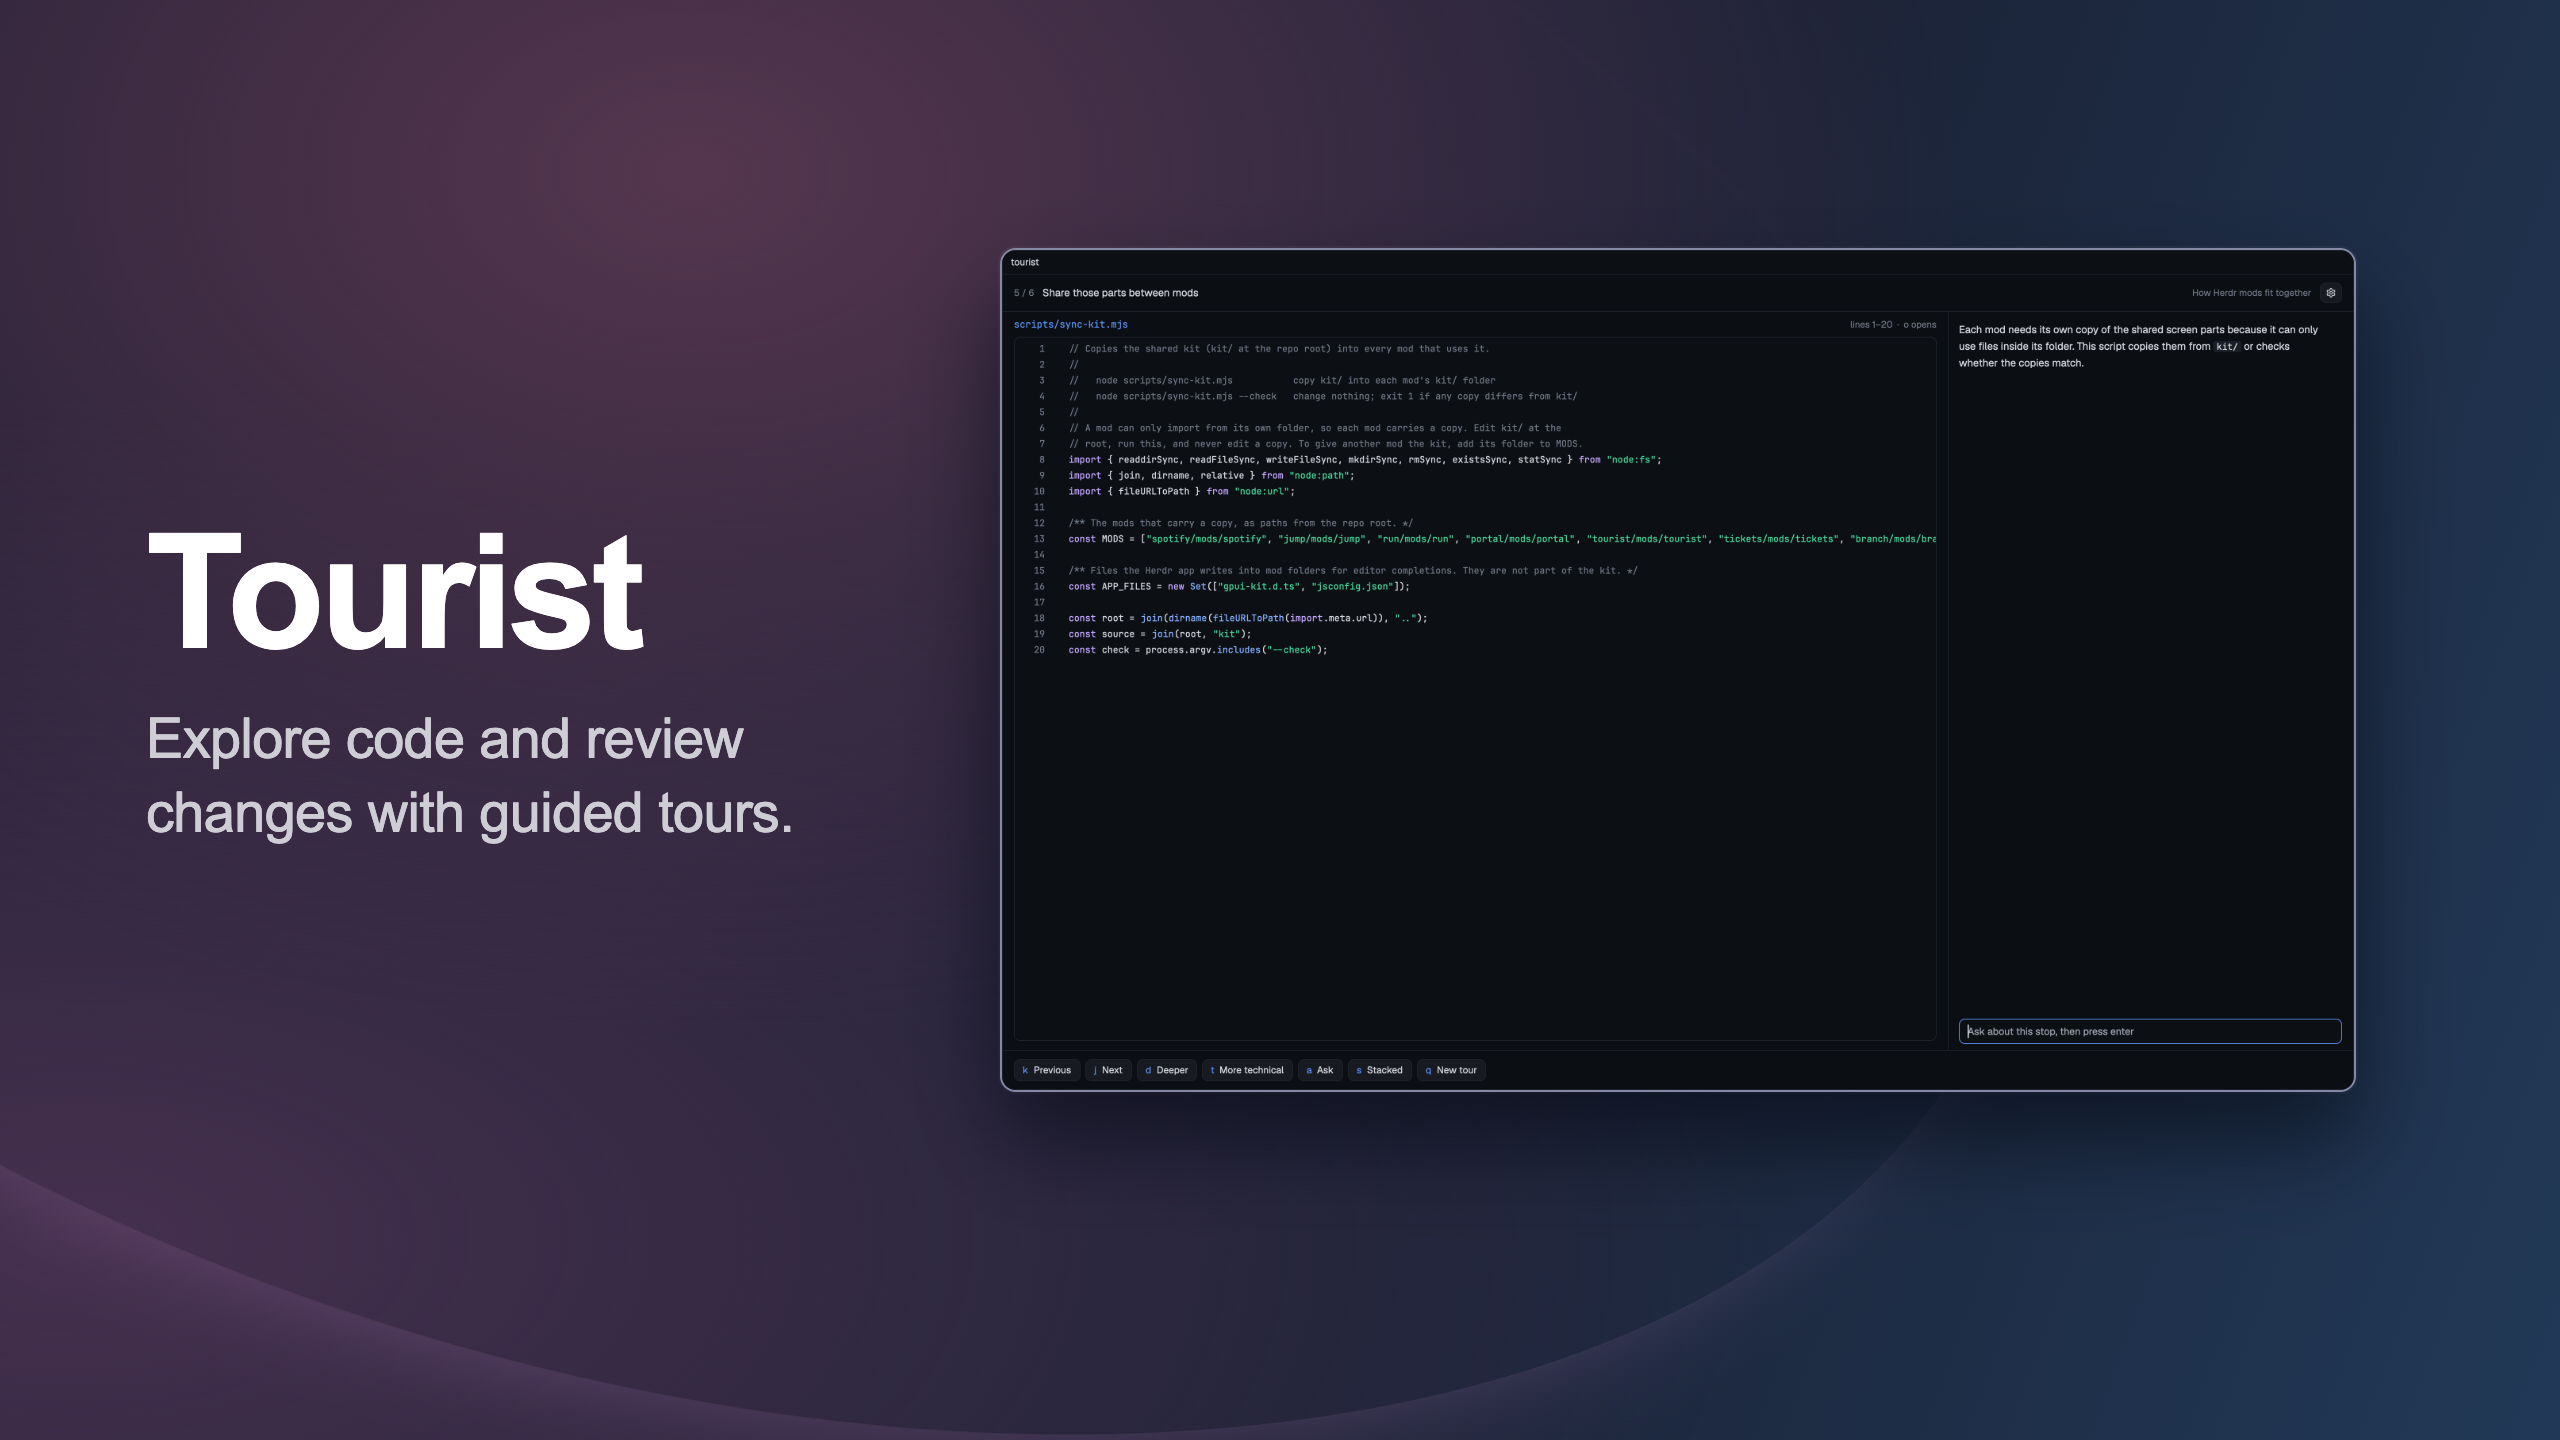 Tourist
Explore code and review
changes with guided tours.
tourist
5 / 6 Share those parts between mods
How Herdr mods fit together
scripts/sync-kit.mjs
lines 1–20 · o opens
1 // Copies the shared kit (kit/ at the repo root) into every mod that uses it.
2 //
3 //   node scripts/sync-kit.mjs           copy kit/ into each mod's kit/ folder
4 //   node scripts/sync-kit.mjs --check   change nothing; exit 1 if any copy differs from kit/
5 //
6 // A mod can only import from its own folder, so each mod carries a copy. Edit kit/ at the
7 // root, run this, and never edit a copy. To give another mod the kit, add its folder to MODS.
8 import { readdirSync, readFileSync, writeFileSync, mkdirSync, rmSync, existsSync, statSync } from "node:fs";
9 import { join, dirname, relative } from "node:path";
10 import { fileURLToPath } from "node:url";
11
12 /** The mods that carry a copy, as paths from the repo root. */
13 const MODS = ["spotify/mods/spotify", "jump/mods/jump", "run/mods/run", "portal/mods/portal", "tourist/mods/tourist", "tickets/mods/tickets", "branch/mods/bra
14
15 /** Files the Herdr app writes into mod folders for editor completions. They are not part of the kit. */
16 const APP_FILES = new Set(["gpui-kit.d.ts", "jsconfig.json"]);
17
18 const root = join(dirname(fileURLToPath(import.meta.url)), "..");
19 const source = join(root, "kit");
20 const check = process.argv.includes("--check");
Each mod needs its own copy of the shared screen parts because it can only
use files inside its folder. This script copies them from kit/ or checks
whether the copies match.
Ask about this stop, then press enter
k Previous j Next d Deeper t More technical a Ask s Stacked q New tour